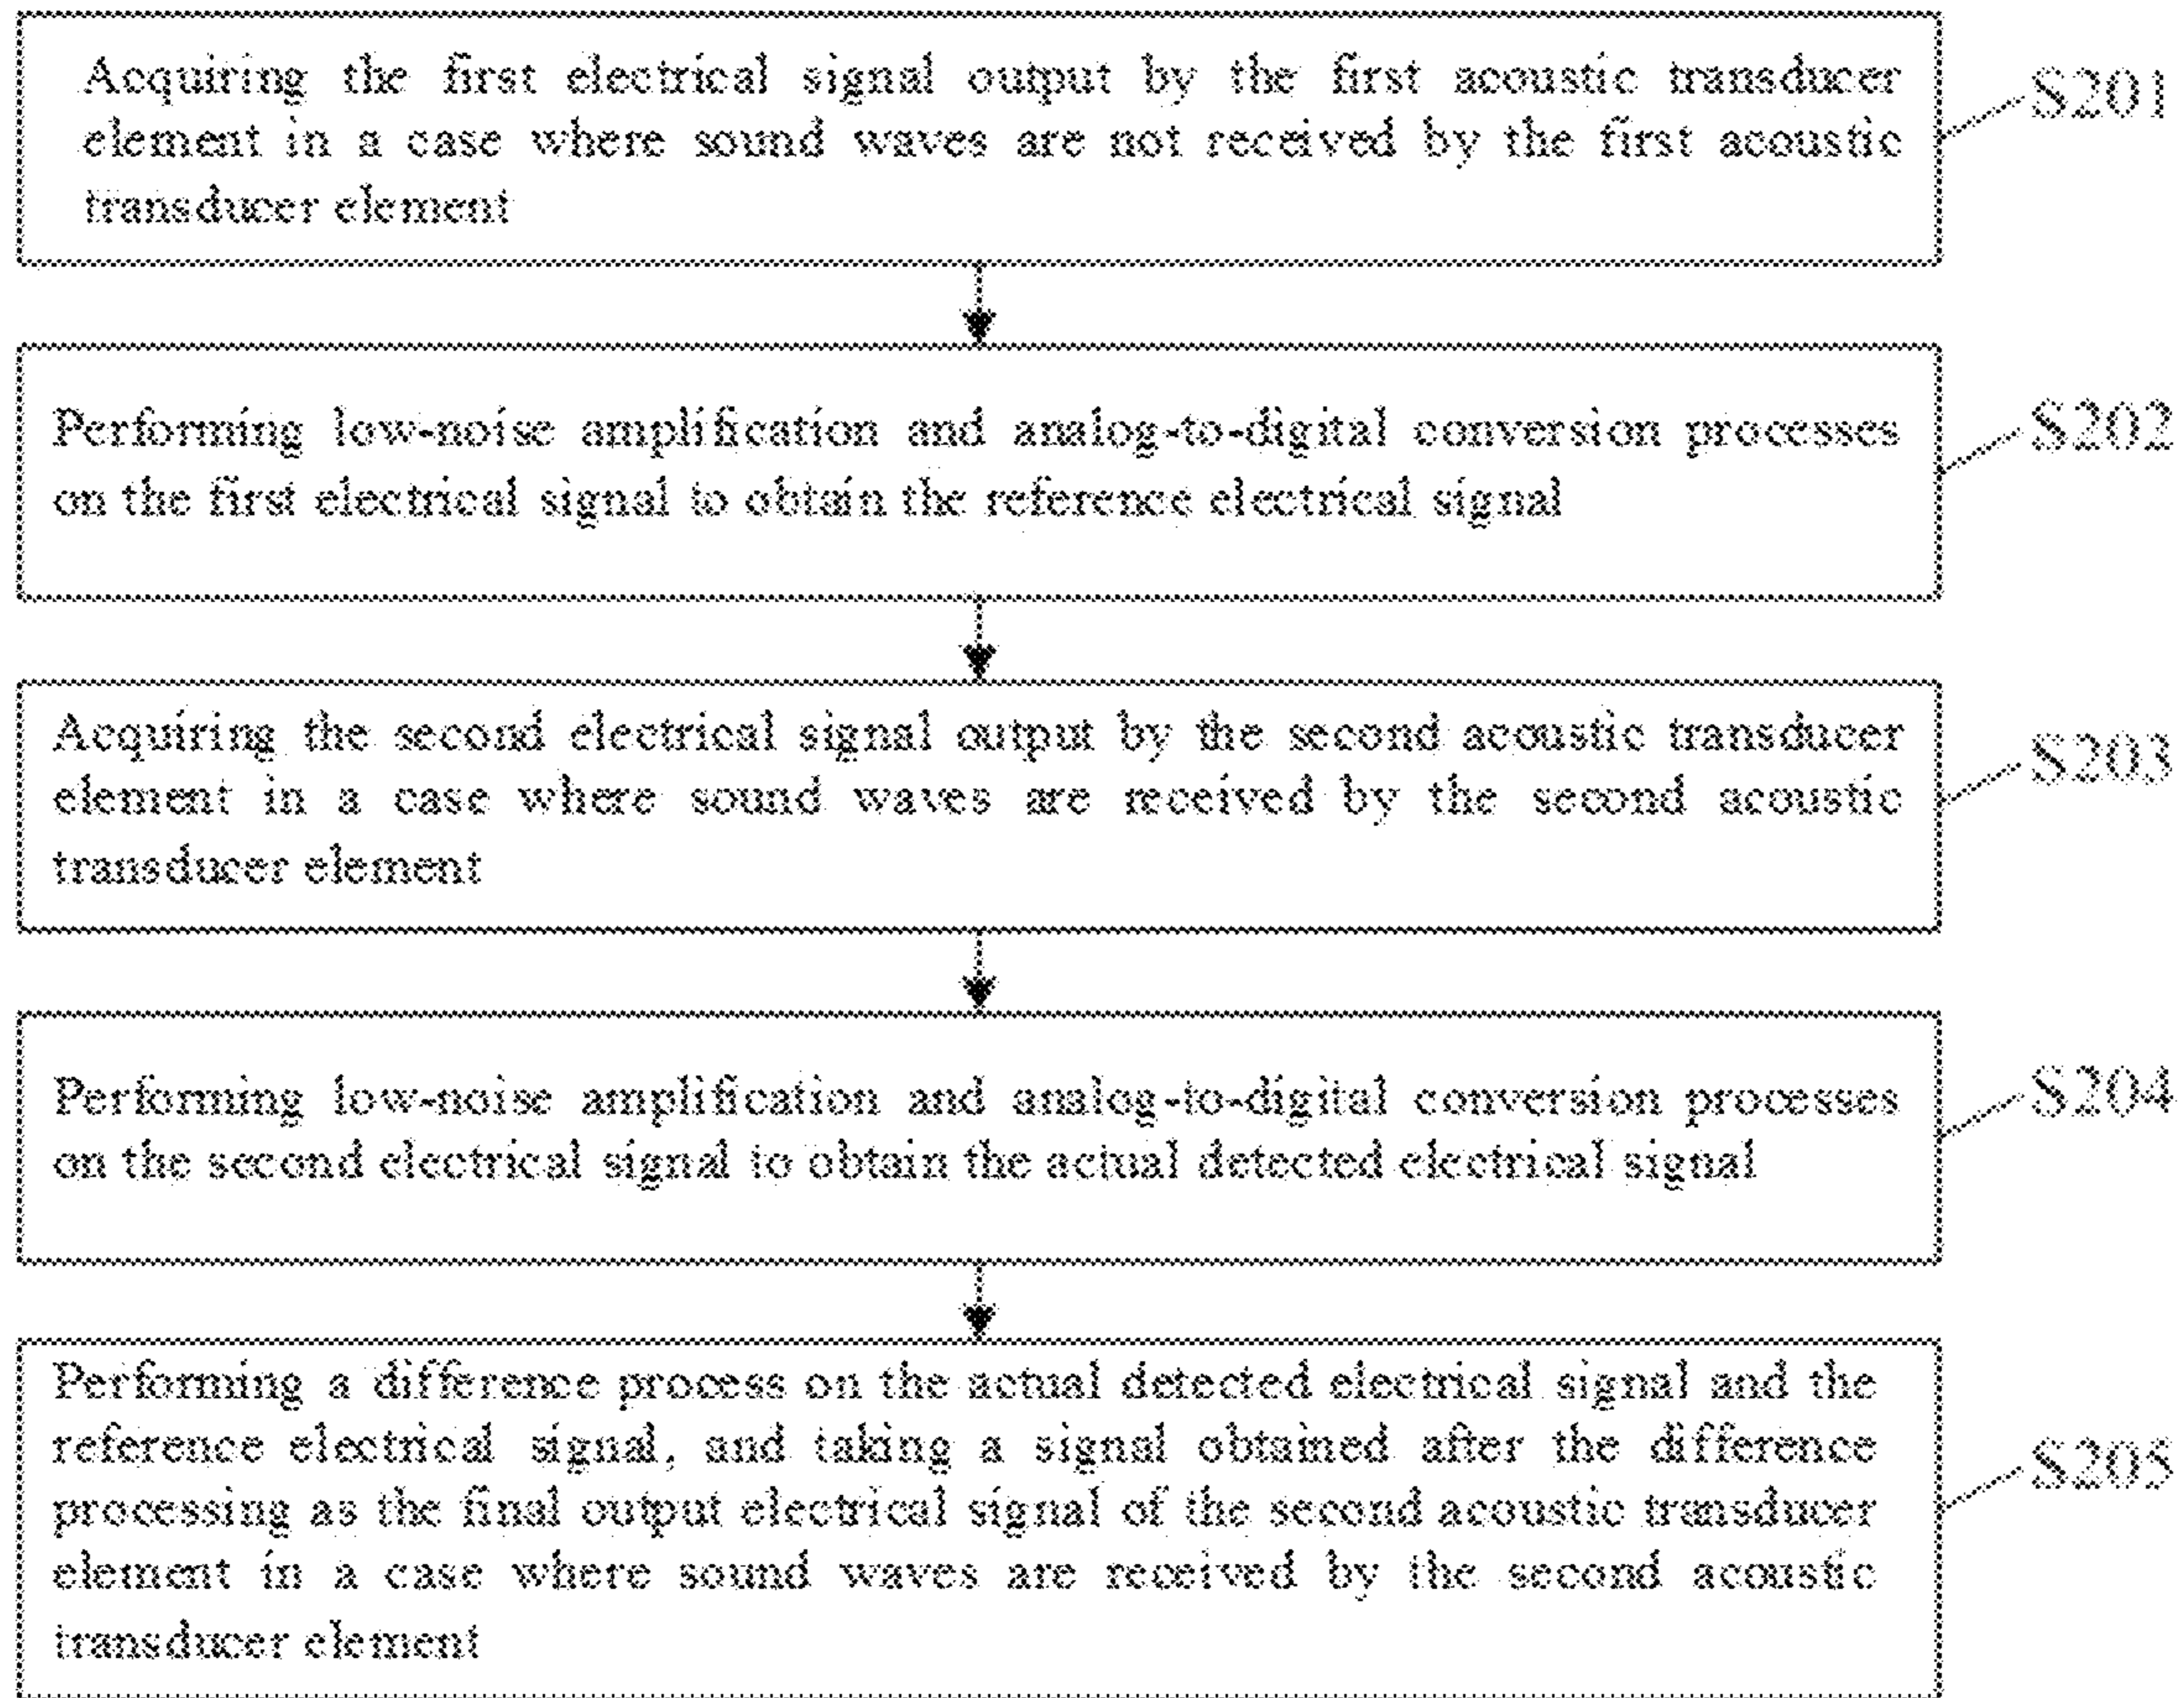 Acquiring the first electrical signal output by the first acoustic transducer
element in a case where sound waves are not received by the first acoustic
transducer element
S201
Performing low-noise amplification and analog-to-digital conversion processes
on the first electrical signal to obtain the reference electrical signal
S202
Acquiring the second electrical signal output by the second acoustic transducer
element in a case where sound waves are received by the second acoustic
transducer element
S203
Performing low-noise amplification and analog-to-digital conversion processes
on the second electrical signal to obtain the actual detected electrical signal
S204
Performing a difference process on the actual detected electrical signal and the
reference electrical signal, and taking a signal obtained after the difference
processing as the final output electrical signal of the second acoustic transducer
element in a case where sound waves are received by the second acoustic
transducer element
S205